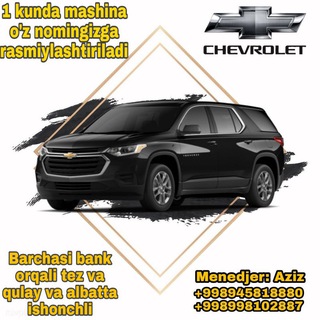 1 kunda mashina
o'z nomingizga
rasmiylashtiriladi
CHEVROLET
Barchasi bank
orqali tez va
qulay va albatta
ishonchli
Menedjer: Aziz
+998945818880
+998998102887